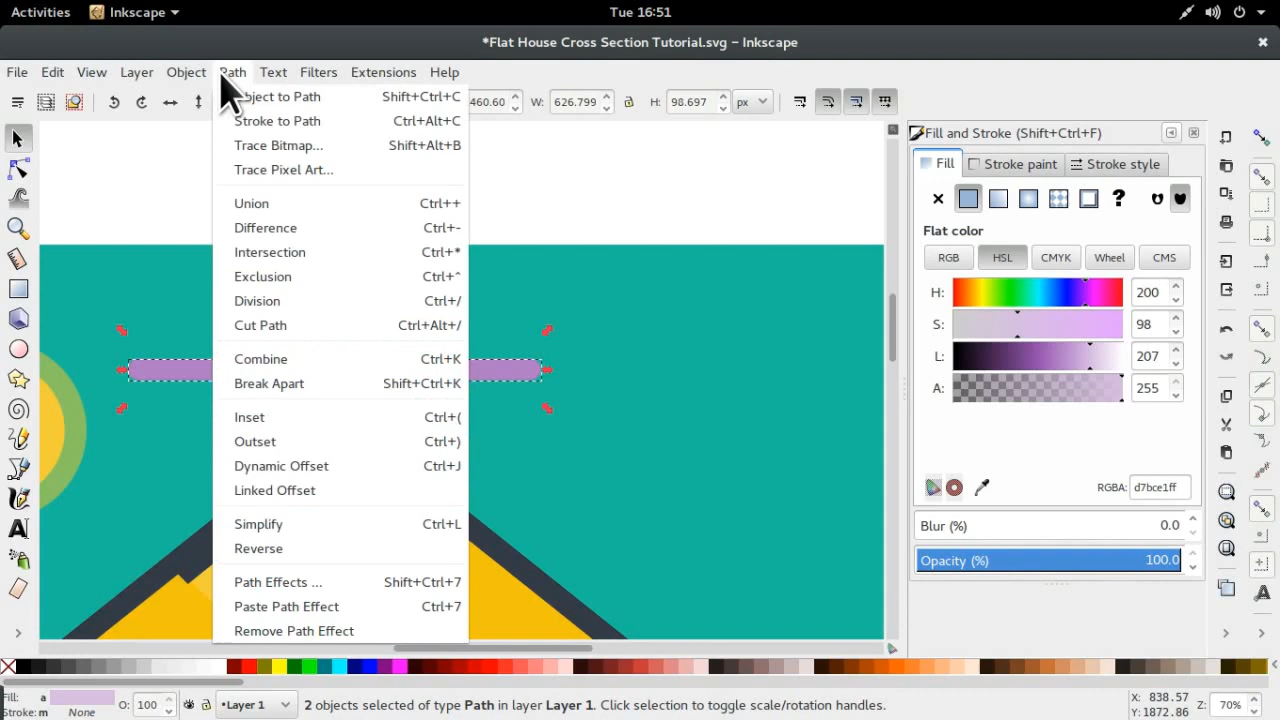 Activities Inkscape Tue 16:51
*Flat House Cross Section Tutorial.svg – Inkscape
File Edit View Layer Object Path Text Filters Extensions Help
460.60 W: 626.799 H: 98.697 px
Object to Path Shift+Ctrl+C
Stroke to Path Ctrl+Alt+C
Trace Bitmap... Shift+Alt+B
Trace Pixel Art...
Union Ctrl++
Difference Ctrl+-
Intersection Ctrl+*
Exclusion Ctrl+^
Division Ctrl+/
Cut Path Ctrl+Alt+/
Combine Ctrl+K
Break Apart Shift+Ctrl+K
Inset Ctrl+(
Outset Ctrl+)
Dynamic Offset Ctrl+J
Linked Offset
Simplify Ctrl+L
Reverse
Path Effects ... Shift+Ctrl+7
Paste Path Effect Ctrl+7
Remove Path Effect
Fill and Stroke (Shift+Ctrl+F)
Fill Stroke paint Stroke style
?
Flat color
RGB HSL CMYK Wheel CMS
H: 200
S: 98
L: 207
A: 255
RGBA: d7bce1ff
Blur (%) 0.0
Opacity (%) 100.0
Fill: a
Stroke: m None
O: 100
•Layer 1
2 objects selected of type Path in layer Layer 1. Click selection to toggle scale/rotation handles.
X: 838.57
Y: 1872.86
Z: 70%